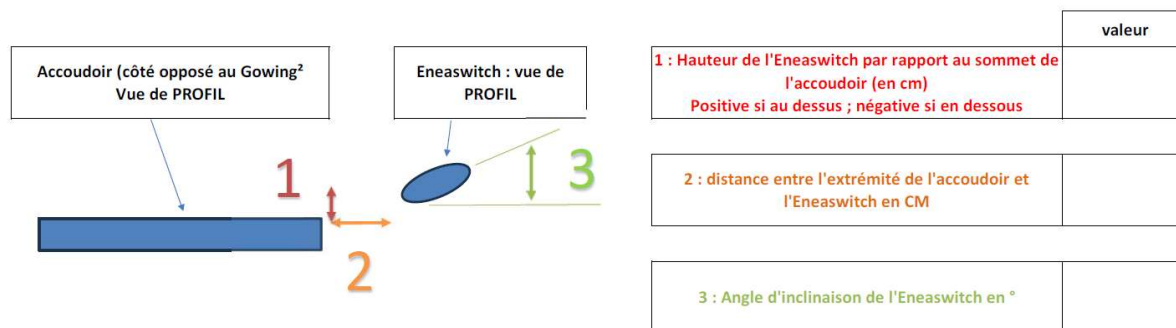 valeur
Accoudoir (côté opposé au Gowing²
Vue de PROFIL
Eneaswitch : vue de
PROFIL
1 : Hauteur de l'Eneaswitch par rapport au sommet de
l'accoudoir (en cm)
Positive si au dessus ; négative si en dessous
1
3
2
2 : distance entre l'extrémité de l'accoudoir et
l'Eneaswitch en CM
3 : Angle d'inclinaison de l'Eneaswitch en °